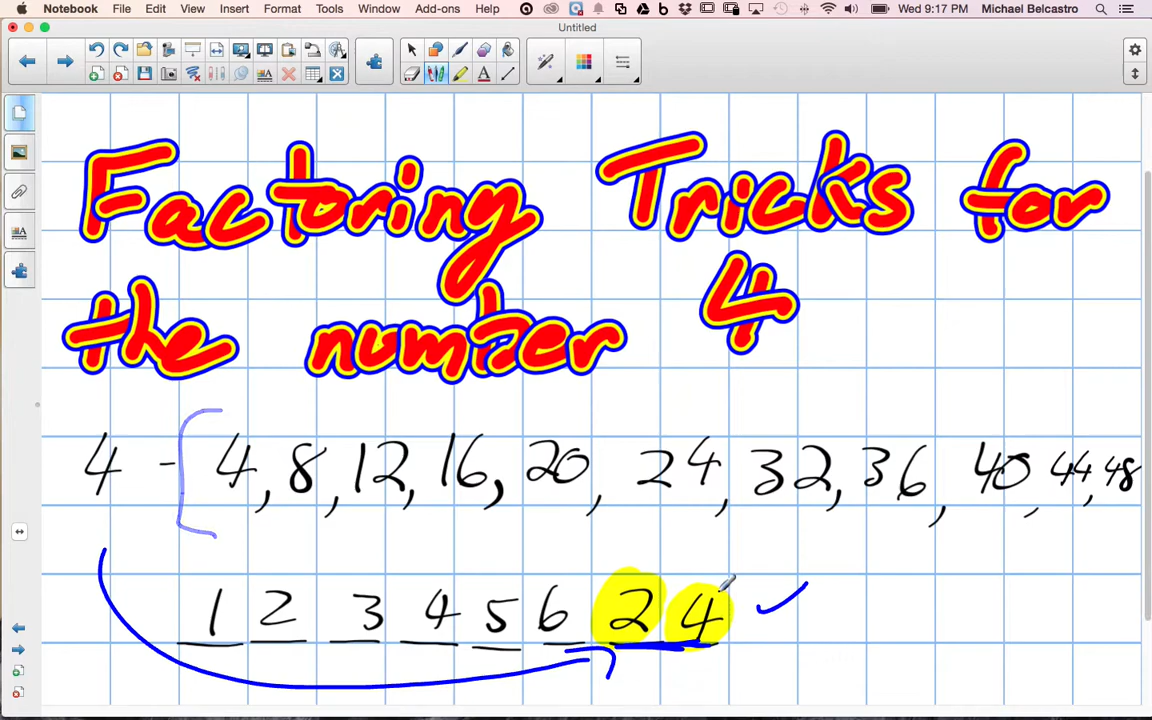 Notebook File Edit View Insert Format Tools Window Add-ons Help Wed 9:17 PM Michael Belcastro
Untitled
Factoring Tricks for
the number 4
4 - [4, 8, 12, 16, 20, 24, 32, 36, 40, 44, 48
1 2 3 4 5 6 2 4